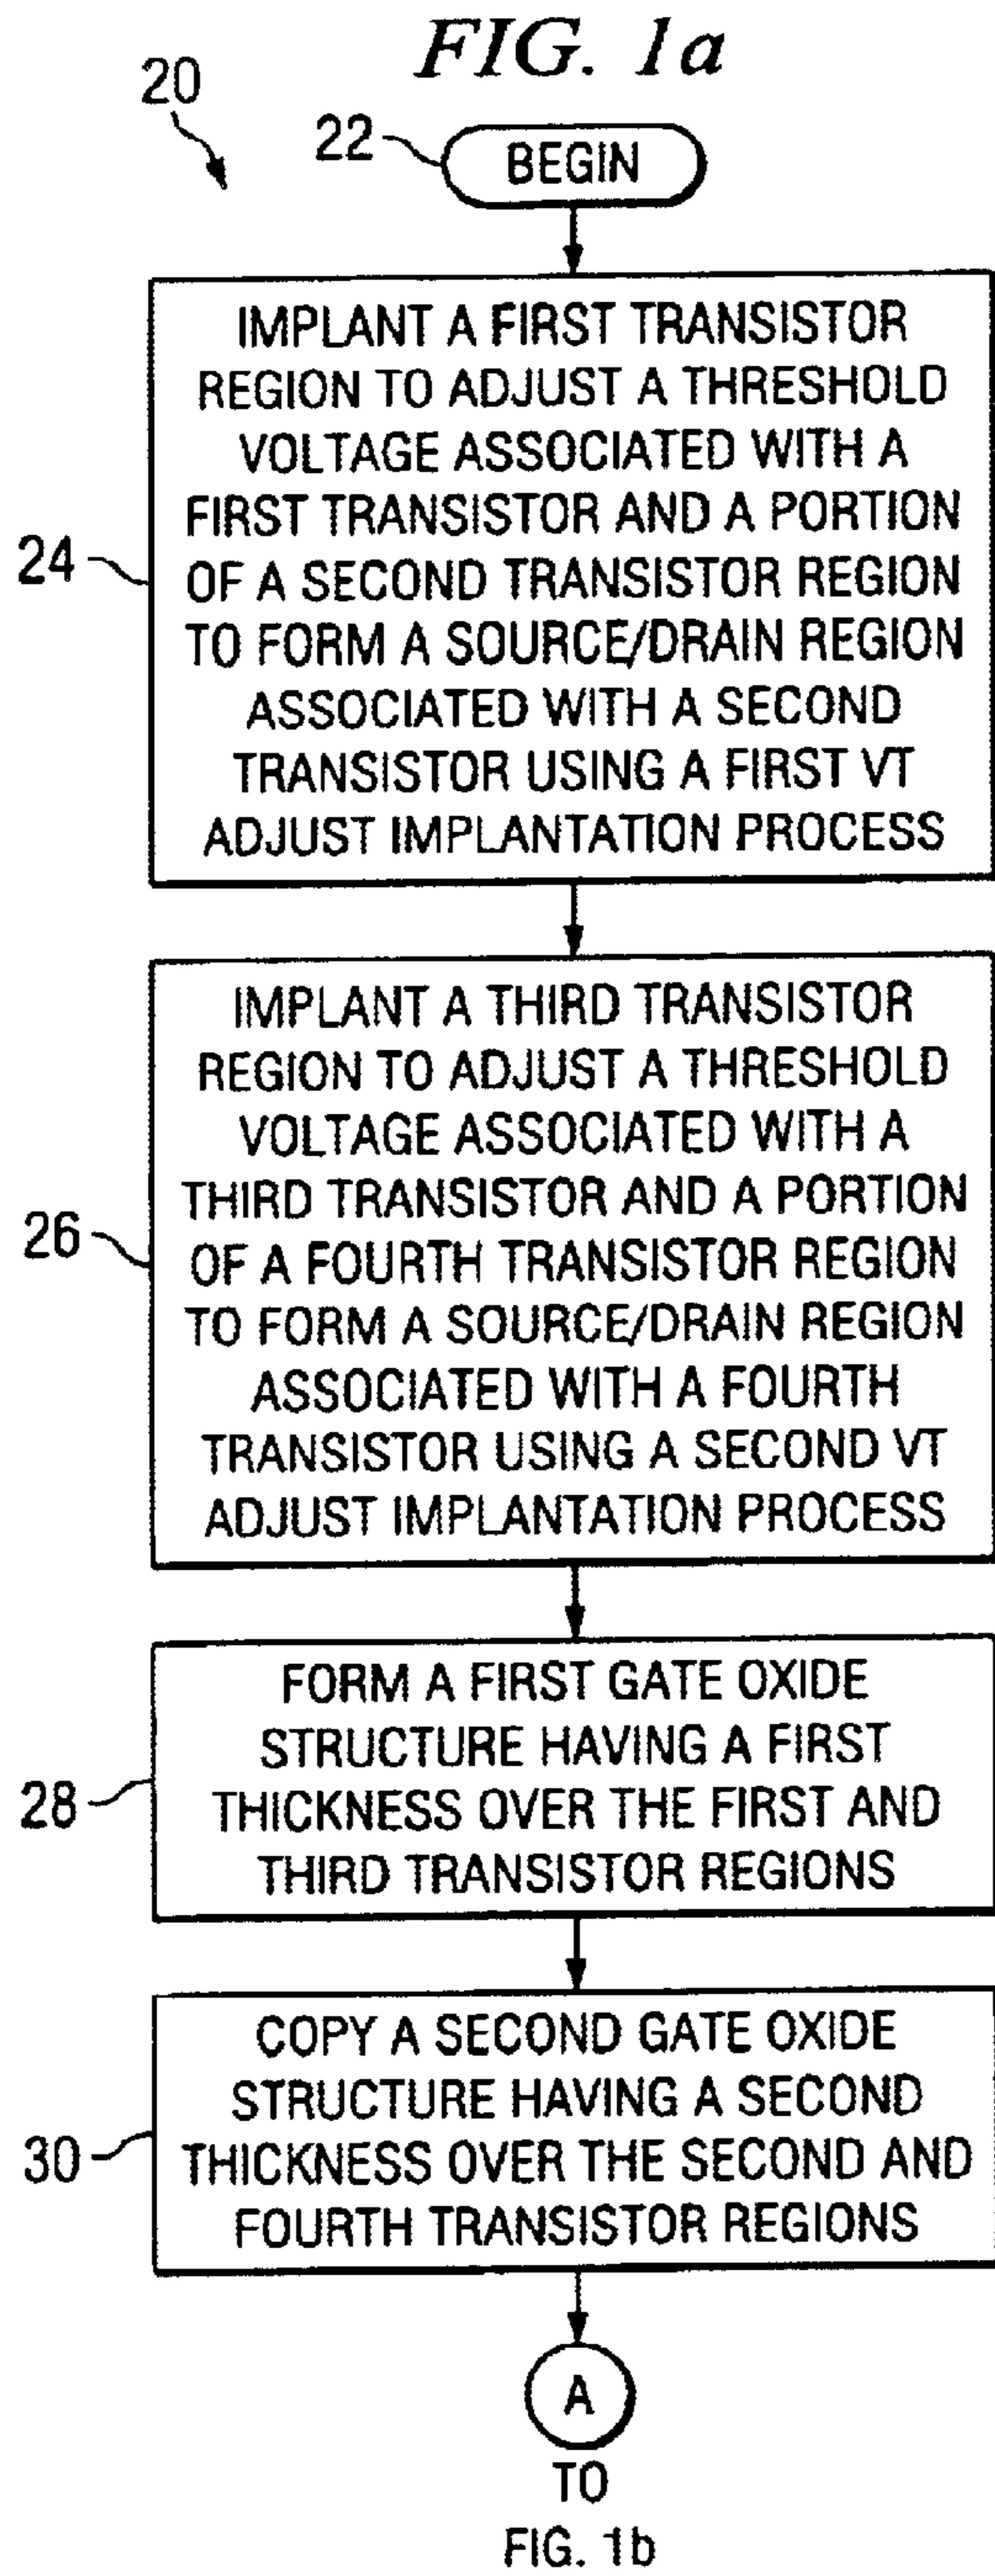 FIG. 1a
20
22
BEGIN
IMPLANT A FIRST TRANSISTOR
REGION TO ADJUST A THRESHOLD
VOLTAGE ASSOCIATED WITH A
FIRST TRANSISTOR AND A PORTION
24
OF A SECOND TRANSISTOR REGION
TO FORM A SOURCE/DRAIN REGION
ASSOCIATED WITH A SECOND
TRANSISTOR USING A FIRST VT
ADJUST IMPLANTATION PROCESS
IMPLANT A THIRD TRANSISTOR
REGION TO ADJUST A THRESHOLD
VOLTAGE ASSOCIATED WITH A
THIRD TRANSISTOR AND A PORTION
26
OF A FOURTH TRANSISTOR REGION
TO FORM A SOURCE/DRAIN REGION
ASSOCIATED WITH A FOURTH
TRANSISTOR USING A SECOND VT
ADJUST IMPLANTATION PROCESS
FORM A FIRST GATE OXIDE
STRUCTURE HAVING A FIRST
28
THICKNESS OVER THE FIRST AND
THIRD TRANSISTOR REGIONS
COPY A SECOND GATE OXIDE
STRUCTURE HAVING A SECOND
30
THICKNESS OVER THE SECOND AND
FOURTH TRANSISTOR REGIONS
A
TO
FIG. 1b